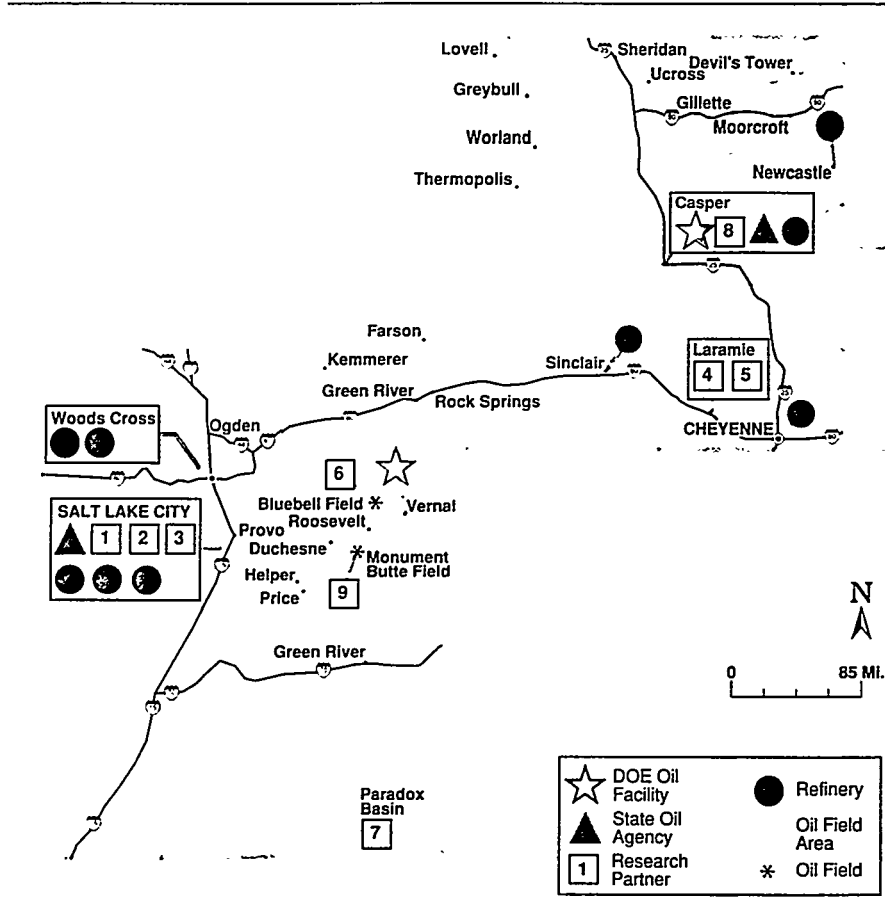 Lovell
Sheridan
Devil's Tower
Ucross
Greybull
Gillette
Moorcroft
Worland
Newcastle
Thermopolis
Casper
8
Farson
Sinclair
Laramie
4 5
Kemmerer
Green River
Rock Springs
CHEYENNE
Woods Cross
Ogden
6
Bluebell Field
Vernal
Roosevelt
SALT LAKE CITY
1 2 3
Provo
Duchesne
Monument
Butte Field
Helper
Price
9
Green River
N
0 85 Mi.
Paradox
Basin
7
DOE Oil
Facility
Refinery
State Oil
Agency
Oil Field
Area
1 Research
Partner
Oil Field